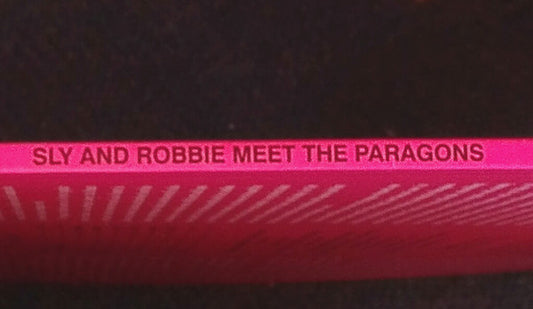 SLY AND ROBBIE MEET THE PARAGONS